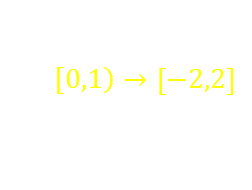 [0,1) → [−2,2]